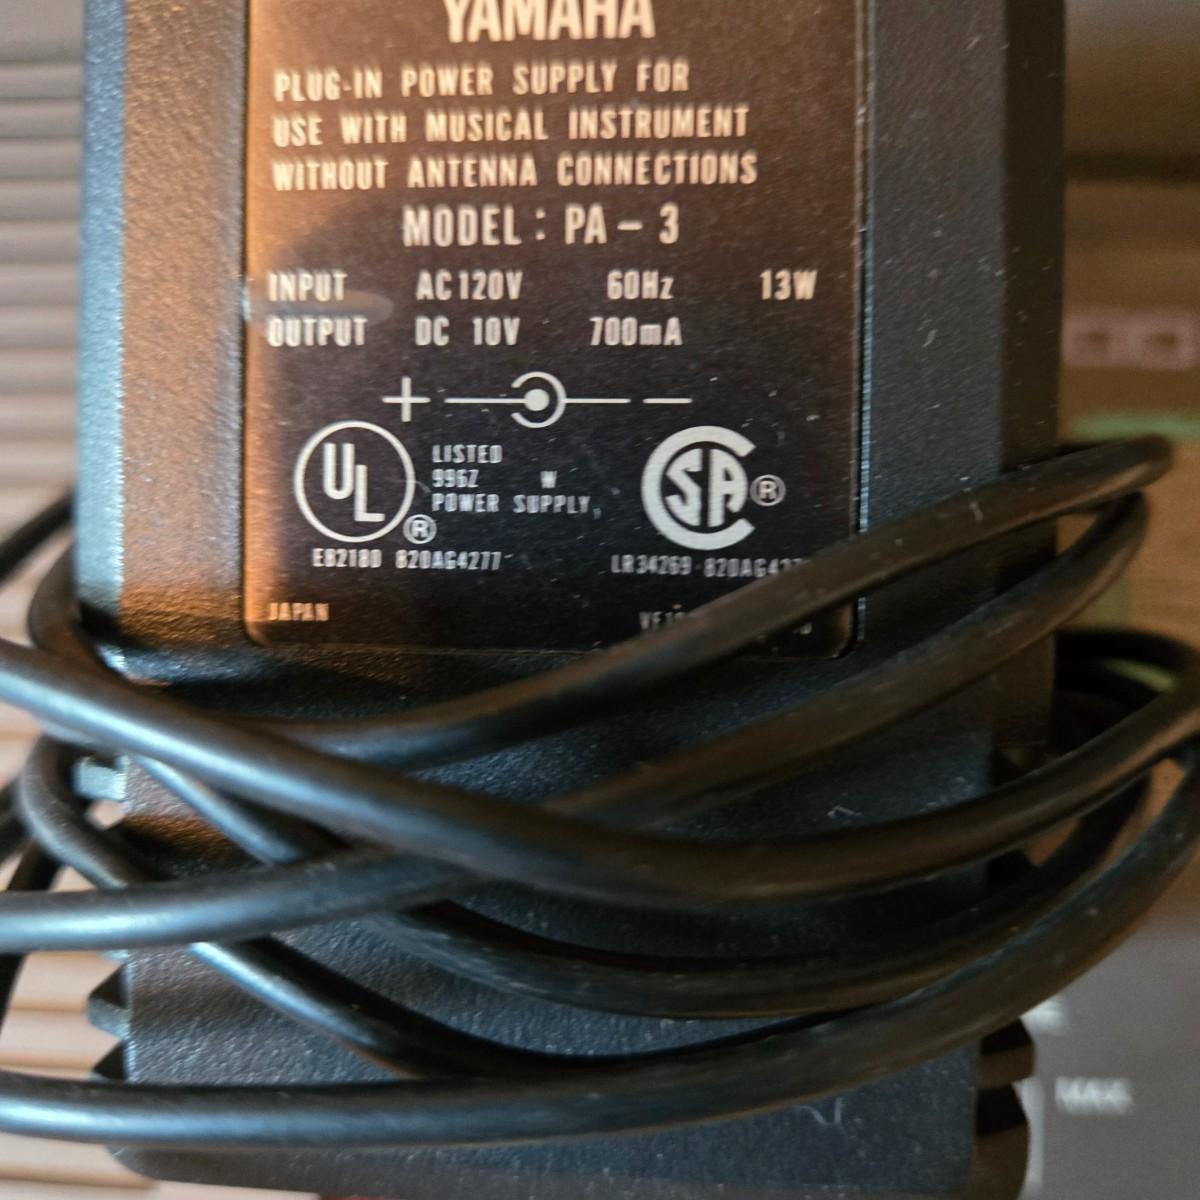 YAMAHA
PLUG-IN POWER SUPPLY FOR
USE WITH MUSICAL INSTRUMENT
WITHOUT ANTENNA CONNECTIONS
MODEL: PA-3
INPUT AC120V 60Hz 13W
OUTPUT DC 10V 700mA
+ −
UL ® LISTED
996Z W
POWER SUPPLY,
SA ®
E82180 820AG4277 LR34269
JAPAN
MAX.